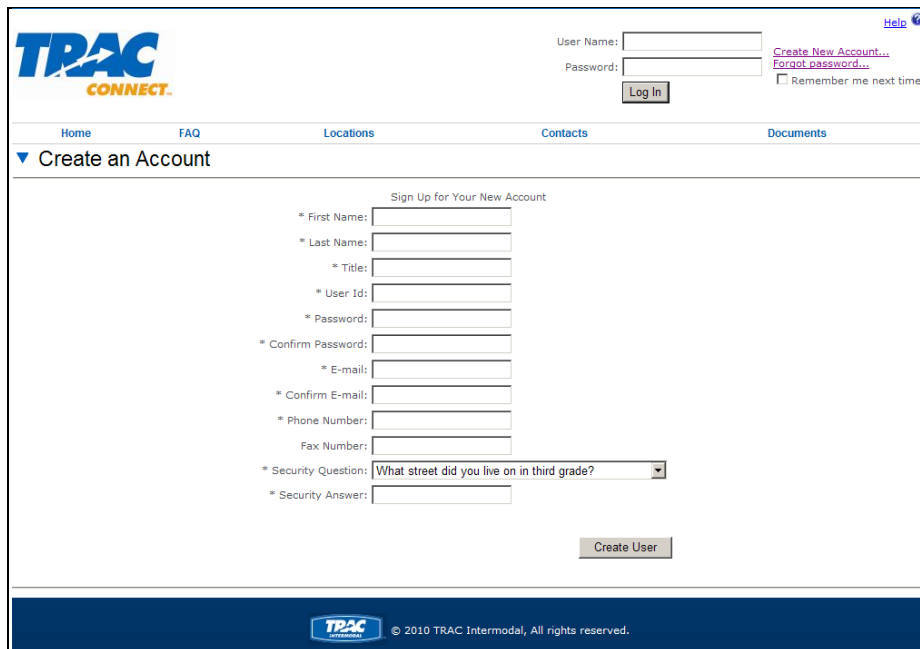 Help
TRAC
CONNECT™
User Name:
Password:
Create New Account...
Forgot password...
Remember me next time
Log In
Home FAQ Locations Contacts Documents
Create an Account
Sign Up for Your New Account
* First Name:
* Last Name:
* Title:
* User Id:
* Password:
* Confirm Password:
* E-mail:
* Confirm E-mail:
* Phone Number:
Fax Number:
* Security Question: What street did you live on in third grade?
* Security Answer:
Create User
TRAC
INTERMODAL
© 2010 TRAC Intermodal, All rights reserved.